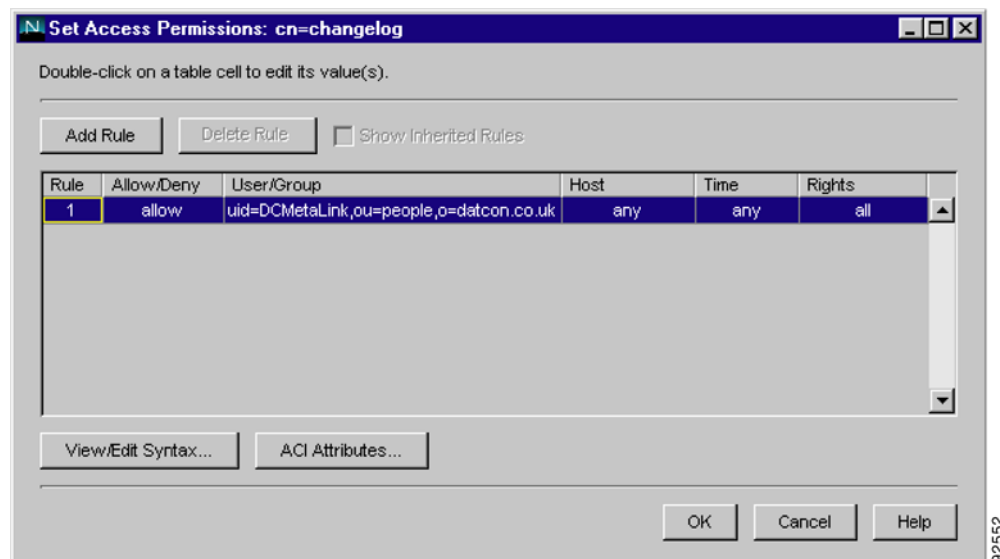 N Set Access Permissions: cn=changelog
Double-click on a table cell to edit its value(s).
Add Rule Delete Rule Show Inherited Rules
Rule Allow/Deny User/Group Host Time Rights
1 allow uid=DCMetaLink,ou=people,o=datcon.co.uk any any all
View/Edit Syntax... ACI Attributes...
OK Cancel Help